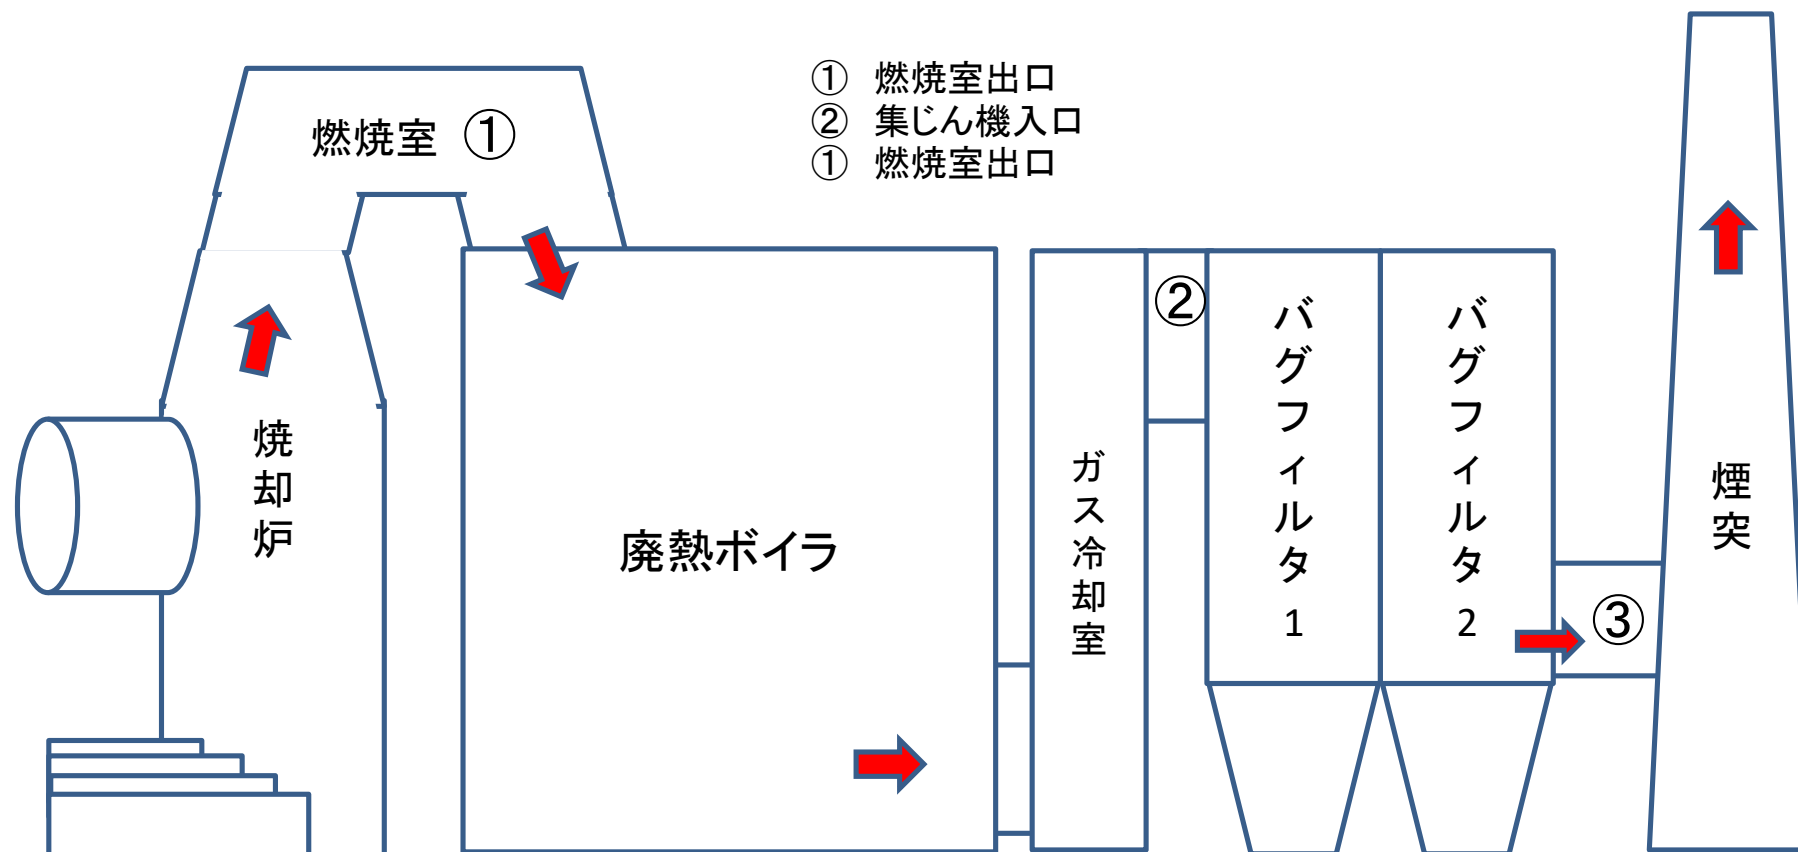 ① 燃焼室出口
② 集じん機入口
① 燃焼室出口
燃焼室 ①
焼却炉
廃熱ボイラ
ガス冷却室
②
バグフィルタ1
バグフィルタ2
③
煙突